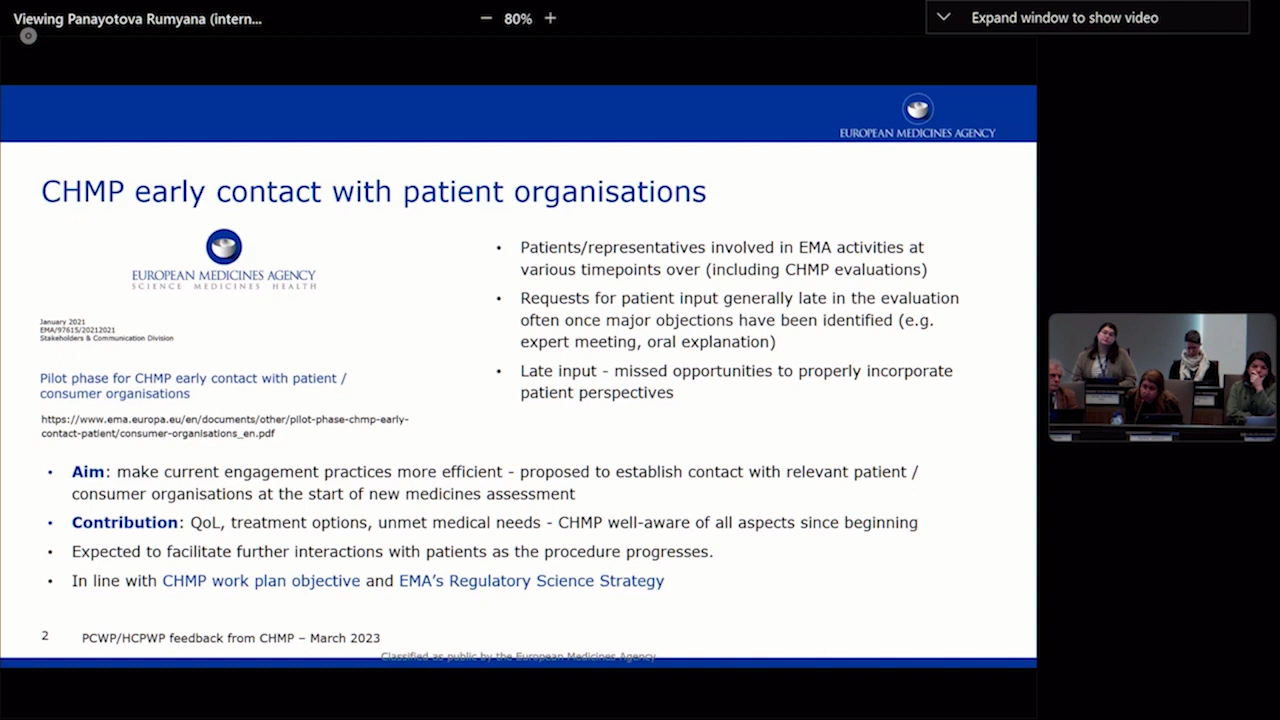 Viewing Panayotova Rumyana (intern...
80%
Expand window to show video
EUROPEAN MEDICINES AGENCY
CHMP early contact with patient organisations
EUROPEAN MEDICINES AGENCY
SCIENCE MEDICINES HEALTH
January 2021
EMA/97615/20212021
Stakeholders & Communication Division
Pilot phase for CHMP early contact with patient /
consumer organisations
https://www.ema.europa.eu/en/documents/other/pilot-phase-chmp-early-
contact-patient/consumer-organisations_en.pdf
• Patients/representatives involved in EMA activities at
various timepoints over (including CHMP evaluations)
• Requests for patient input generally late in the evaluation
often once major objections have been identified (e.g.
expert meeting, oral explanation)
• Late input - missed opportunities to properly incorporate
patient perspectives
• Aim: make current engagement practices more efficient - proposed to establish contact with relevant patient /
consumer organisations at the start of new medicines assessment
• Contribution: QoL, treatment options, unmet medical needs - CHMP well-aware of all aspects since beginning
• Expected to facilitate further interactions with patients as the procedure progresses.
• In line with CHMP work plan objective and EMA's Regulatory Science Strategy
2 PCWP/HCPWP feedback from CHMP – March 2023
Classified as public by the European Medicines Agency